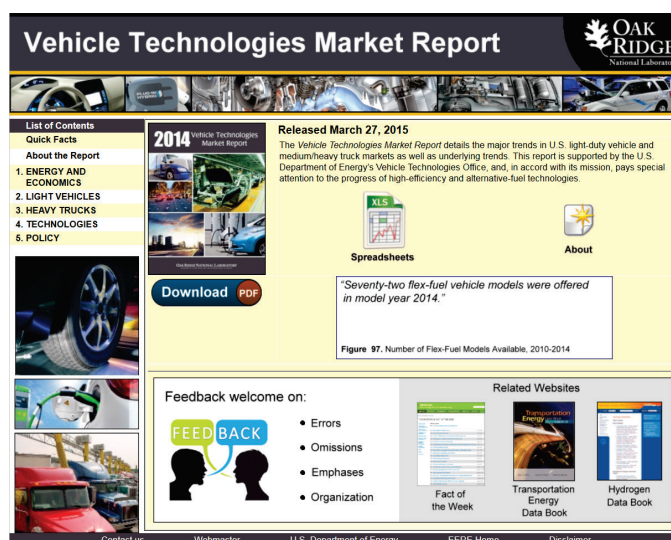 Vehicle Technologies Market Report
OAK
RIDGE
National Laborato
List of Contents
Quick Facts
About the Report
1. ENERGY AND
ECONOMICS
2. LIGHT VEHICLES
3. HEAVY TRUCKS
4. TECHNOLOGIES
5. POLICY
2014 Vehicle Technologies
Market Report
OAK RIDGE NATIONAL LABORATORY
Download PDF
Released March 27, 2015
The Vehicle Technologies Market Report details the major trends in U.S. light-duty vehicle and
medium/heavy truck markets as well as underlying trends. This report is supported by the U.S.
Department of Energy's Vehicle Technologies Office, and, in accord with its mission, pays special
attention to the progress of high-efficiency and alternative-fuel technologies.
XLS
Spreadsheets
About
“Seventy-two flex-fuel vehicle models were offered
in model year 2014.”
Figure 97. Number of Flex-Fuel Models Available, 2010-2014
Feedback welcome on:
FEEDBACK
• Errors
• Omissions
• Emphases
• Organization
Related Websites
Transportation
Energy
Fact of
the Week
Transportation
Energy
Data Book
Hydrogen
Data Book
Contact us Webmaster U.S. Department of Energy EERE Home Disclaimer